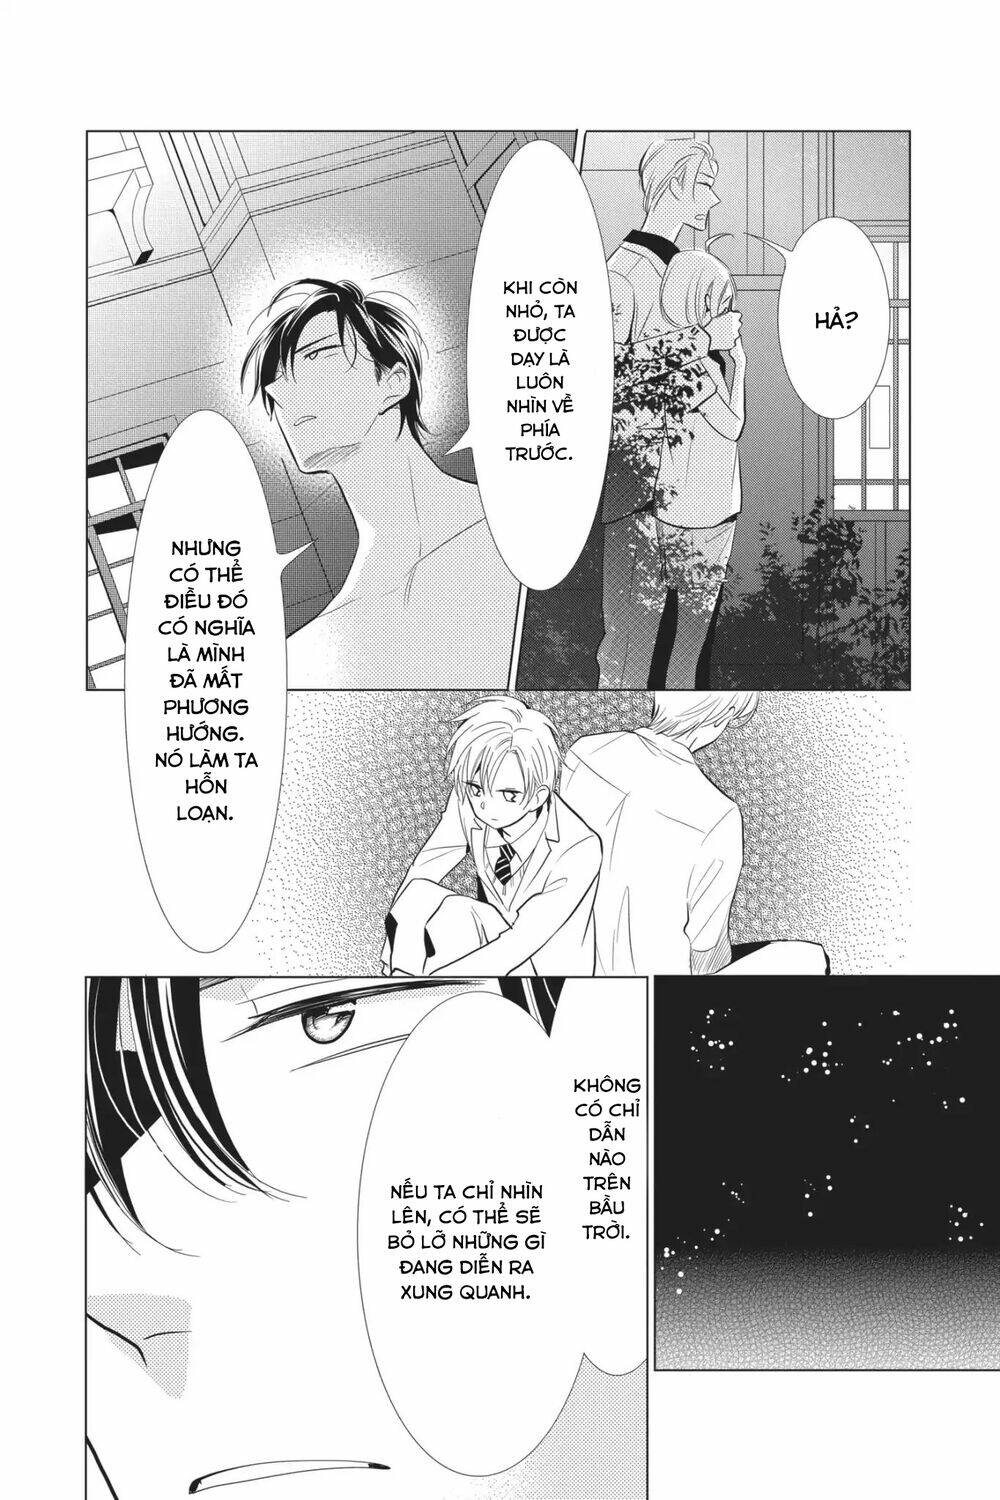 HẢ?
KHI CÒN
NHỎ, TA
ĐƯỢC
DẠY LÀ
LUÔN
NHÌN VỀ
PHÍA
TRƯỚC.
NHƯNG
CÓ THỂ
ĐIỀU ĐÓ
CÓ NGHĨA
LÀ MÌNH
ĐÃ MẤT
PHƯƠNG
HƯỚNG.
NÓ LÀM TA
HỖN
LOẠN.
KHÔNG
CÓ CHỈ
DẪN
NÀO
TRÊN
BẦU
TRỜI.
NẾU TA CHỈ NHÌN
LÊN, CÓ THỂ SẼ
BỎ LỠ NHỮNG GÌ
ĐANG DIỄN RA
XUNG QUANH.